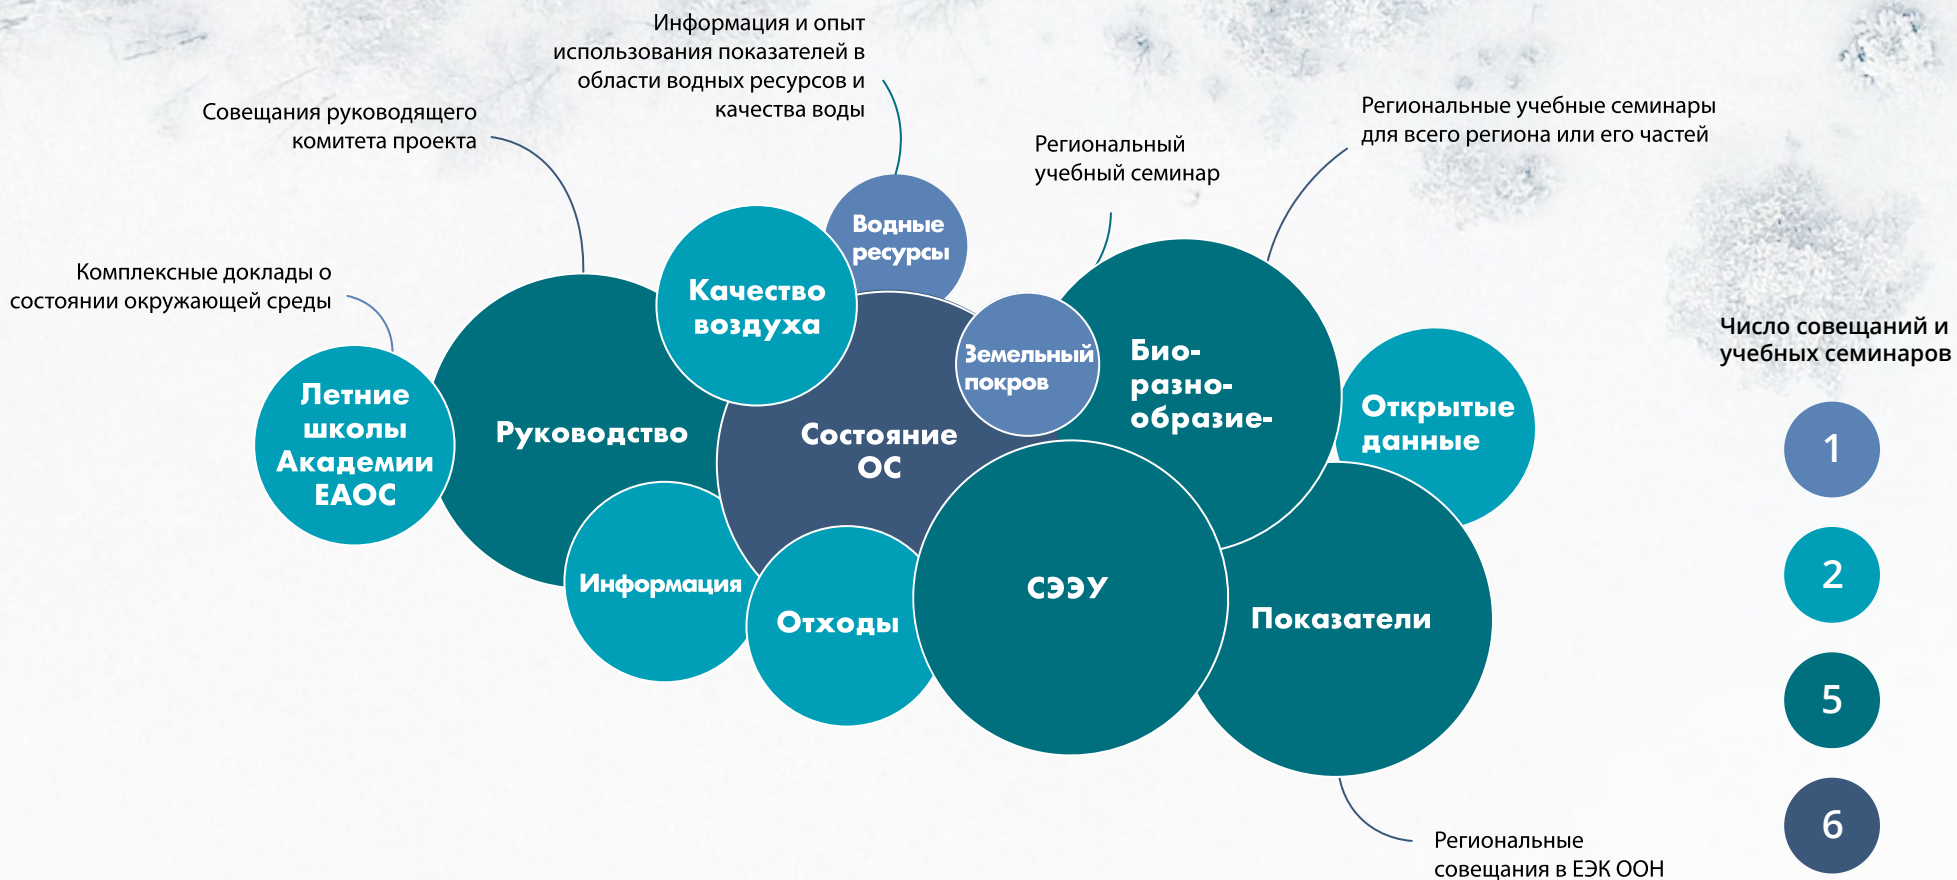 Информация и опыт
использования показателей в
области водных ресурсов и
качества воды
Совещания руководящего
комитета проекта
Региональный
учебный семинар
Региональные учебные семинары
для всего региона или его частей
Комплексные доклады о
состоянии окружающей среды
Водные
ресурсы
Качество
воздуха
Земельный
покров
Био-
разно-
образие-
Открытые
данные
Летние
школы
Академии
ЕАОС
Руководство
Состояние
ОС
Информация
Отходы
СЭЭУ
Показатели
Региональные
совещания в ЕЭК ООН
Число совещаний и
учебных семинаров
1
2
5
6